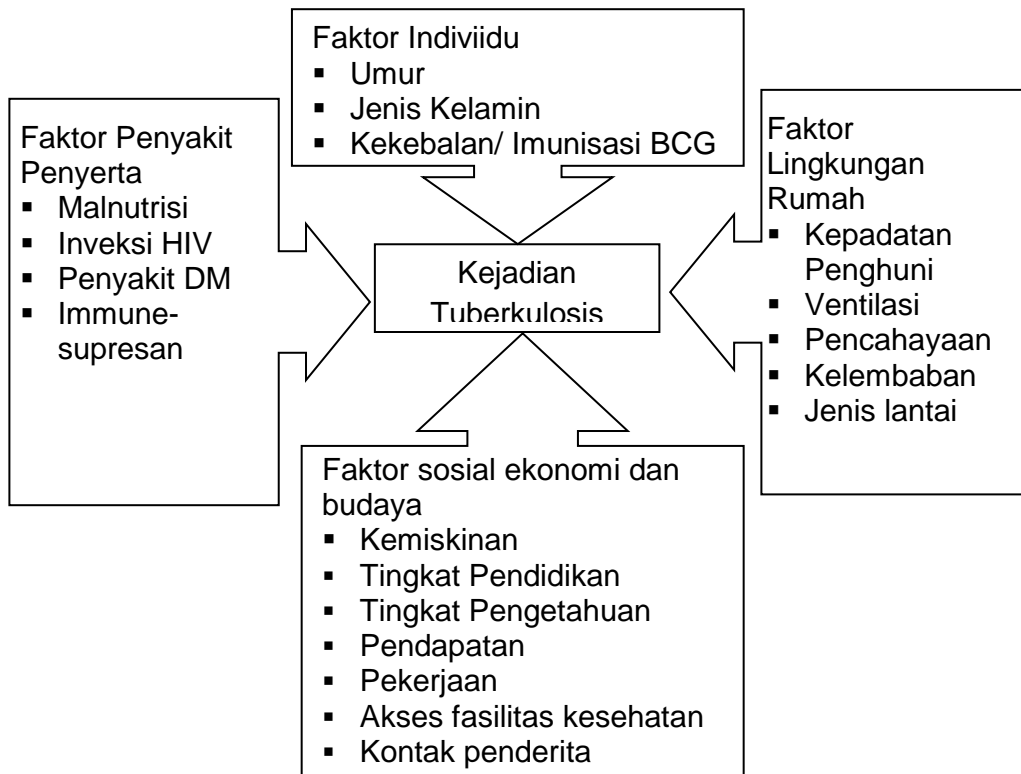 Faktor Indiviidu
▪ Umur
▪ Jenis Kelamin
▪ Kekebalan/ Imunisasi BCG
Faktor Penyakit
Penyerta
▪ Malnutrisi
▪ Inveksi HIV
▪ Penyakit DM
▪ Immune-
supresan
Kejadian
Tuberkulosis
Faktor
Lingkungan
Rumah
▪ Kepadatan
Penghuni
▪ Ventilasi
▪ Pencahayaan
▪ Kelembaban
▪ Jenis lantai
Faktor sosial ekonomi dan
budaya
▪ Kemiskinan
▪ Tingkat Pendidikan
▪ Tingkat Pengetahuan
▪ Pendapatan
▪ Pekerjaan
▪ Akses fasilitas kesehatan
▪ Kontak penderita